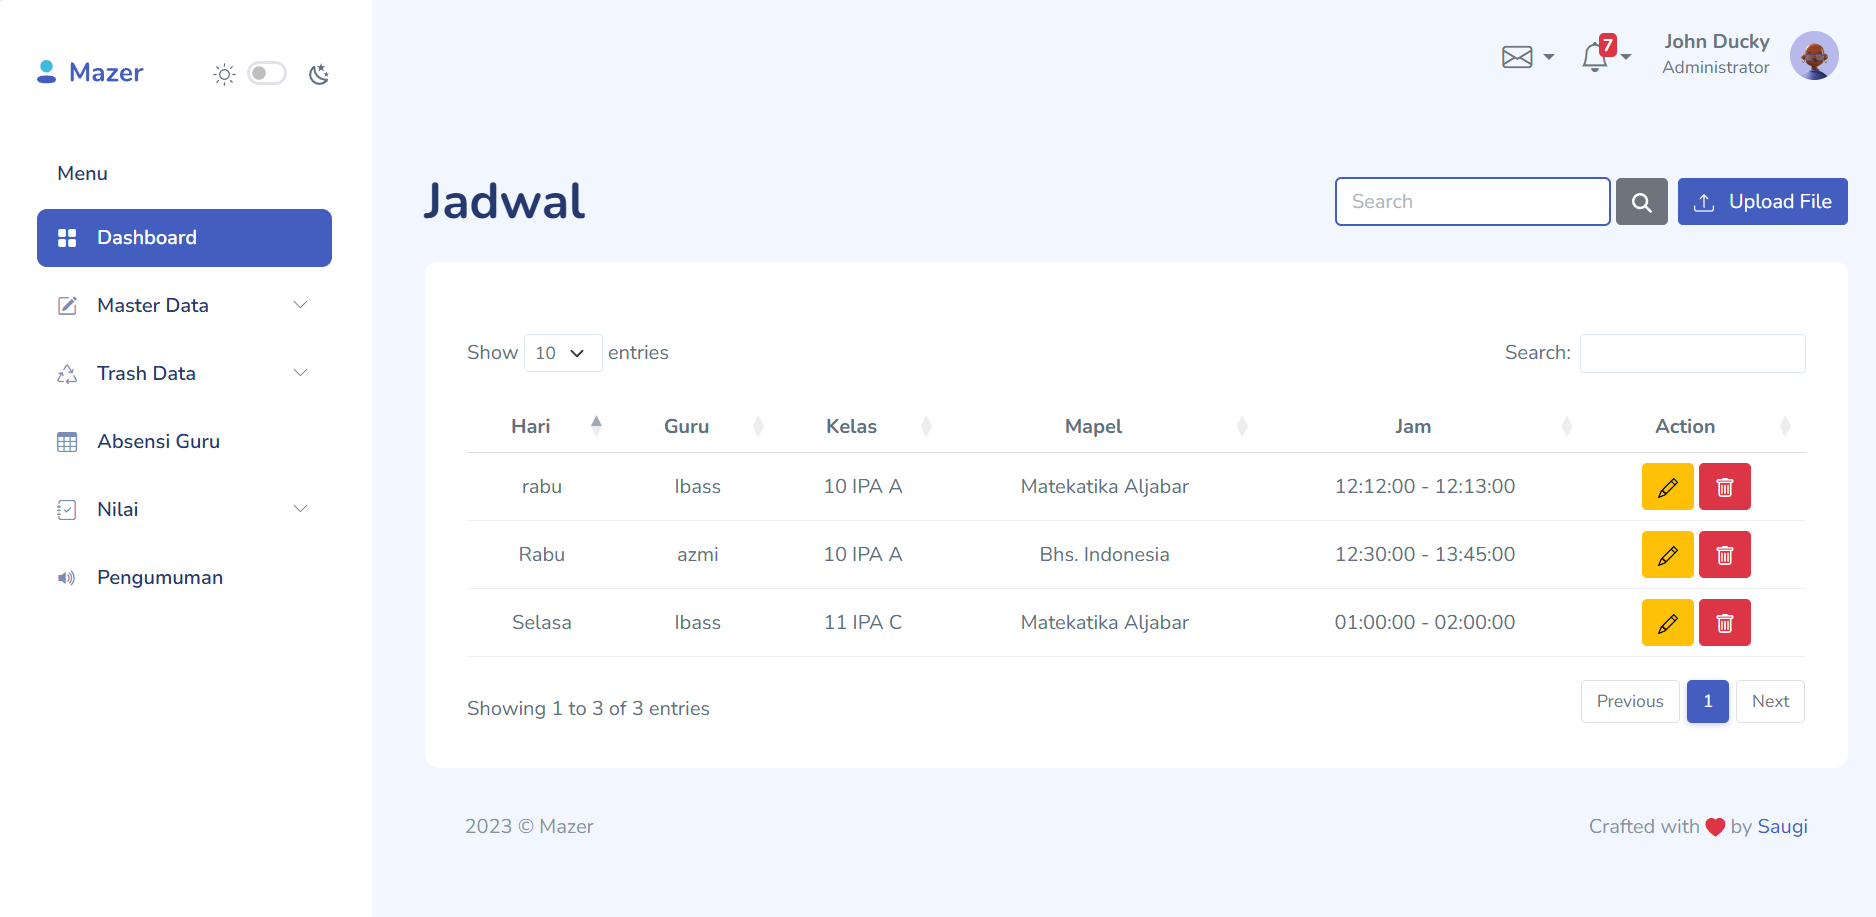 Mazer
7
John Ducky
Administrator
Menu
Dashboard
Master Data
Trash Data
Absensi Guru
Nilai
Pengumuman
Jadwal
Search
Upload File
Show 10 entries
Search:
Hari Guru Kelas Mapel Jam Action
rabu Ibass 10 IPA A Matekatika Aljabar 12:12:00 - 12:13:00
Rabu azmi 10 IPA A Bhs. Indonesia 12:30:00 - 13:45:00
Selasa Ibass 11 IPA C Matekatika Aljabar 01:00:00 - 02:00:00
Showing 1 to 3 of 3 entries
Previous 1 Next
2023 © Mazer
Crafted with ❤ by Saugi